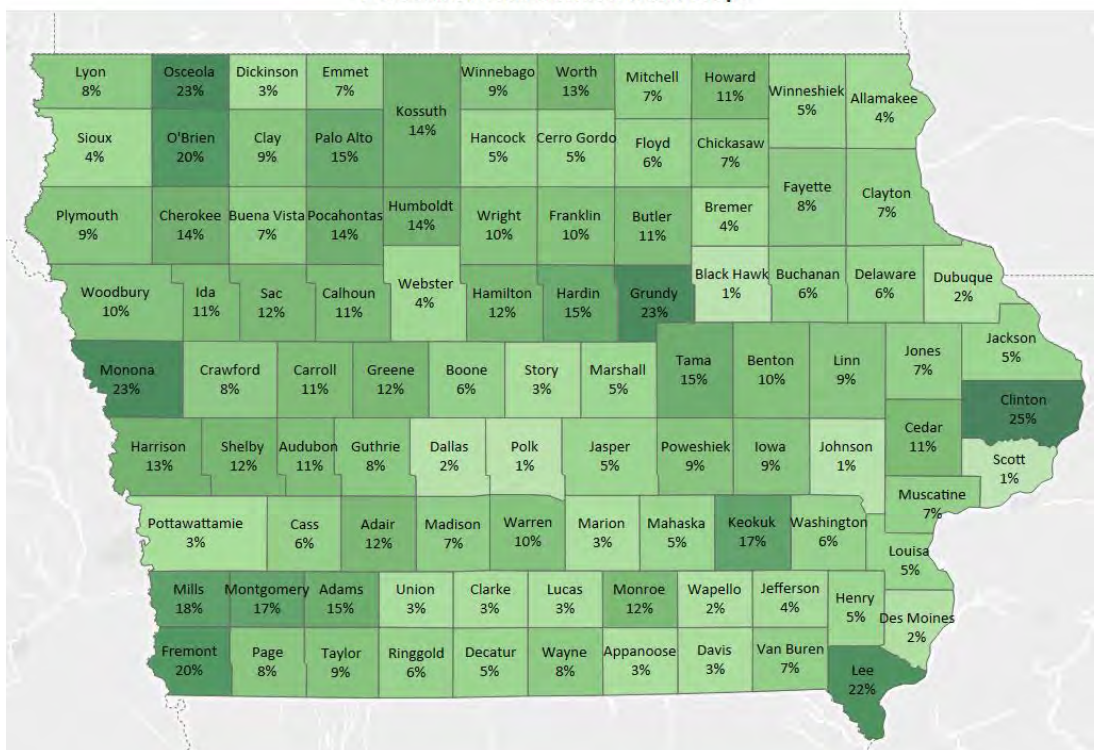 Lyon
8%
Osceola
23%
Dickinson
3%
Emmet
7%
Kossuth
14%
Winnebago
9%
Worth
13%
Mitchell
7%
Howard
11%
Winneshiek
5%
Allamakee
4%
Sioux
4%
O'Brien
20%
Clay
9%
Palo Alto
15%
Hancock
5%
Cerro Gordo
5%
Floyd
6%
Chickasaw
7%
Plymouth
9%
Cherokee
14%
Buena Vista
7%
Pocahontas
14%
Humboldt
14%
Wright
10%
Franklin
10%
Butler
11%
Bremer
4%
Fayette
8%
Clayton
7%
Woodbury
10%
Ida
11%
Sac
12%
Calhoun
11%
Webster
4%
Hamilton
12%
Hardin
15%
Grundy
23%
Black Hawk
1%
Buchanan
6%
Delaware
6%
Dubuque
2%
Monona
23%
Crawford
8%
Carroll
11%
Greene
12%
Boone
6%
Story
3%
Marshall
5%
Tama
15%
Benton
10%
Linn
9%
Jones
7%
Jackson
5%
Clinton
25%
Harrison
13%
Shelby
12%
Audubon
11%
Guthrie
8%
Dallas
2%
Polk
1%
Jasper
5%
Poweshiek
9%
Iowa
9%
Johnson
1%
Cedar
11%
Scott
1%
Muscatine
7%
Pottawattamie
3%
Cass
6%
Adair
12%
Madison
7%
Warren
10%
Marion
3%
Mahaska
5%
Keokuk
17%
Washington
6%
Louisa
5%
Mills
18%
Montgomery
17%
Adams
15%
Union
3%
Clarke
3%
Lucas
3%
Monroe
12%
Wapello
2%
Jefferson
4%
Henry
5%
Des Moines
2%
Fremont
20%
Page
8%
Taylor
9%
Ringgold
6%
Decatur
5%
Wayne
8%
Appanoose
3%
Davis
3%
Van Buren
7%
Lee
22%